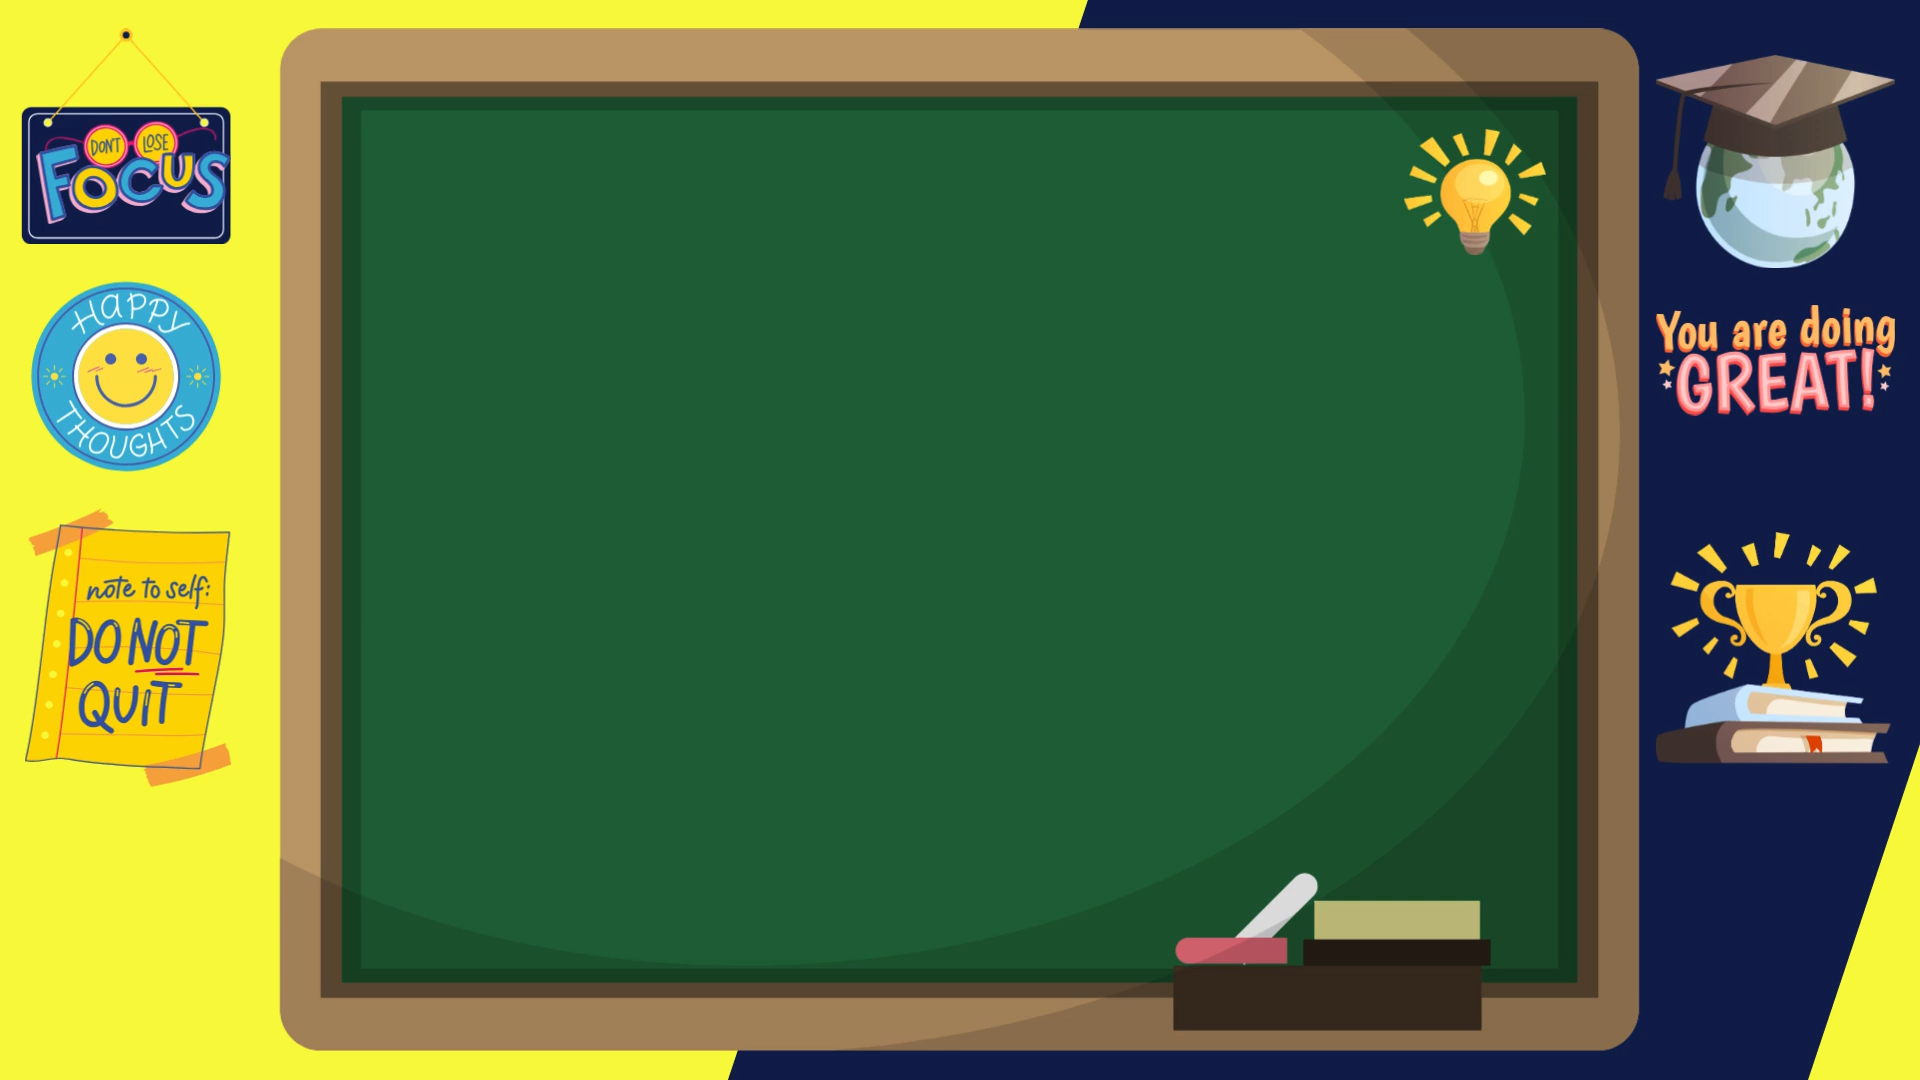 DON'T LOSE
FOCUS
HAPPY
THOUGHTS
note to self:
DO NOT
QUIT
You are doing
GREAT!